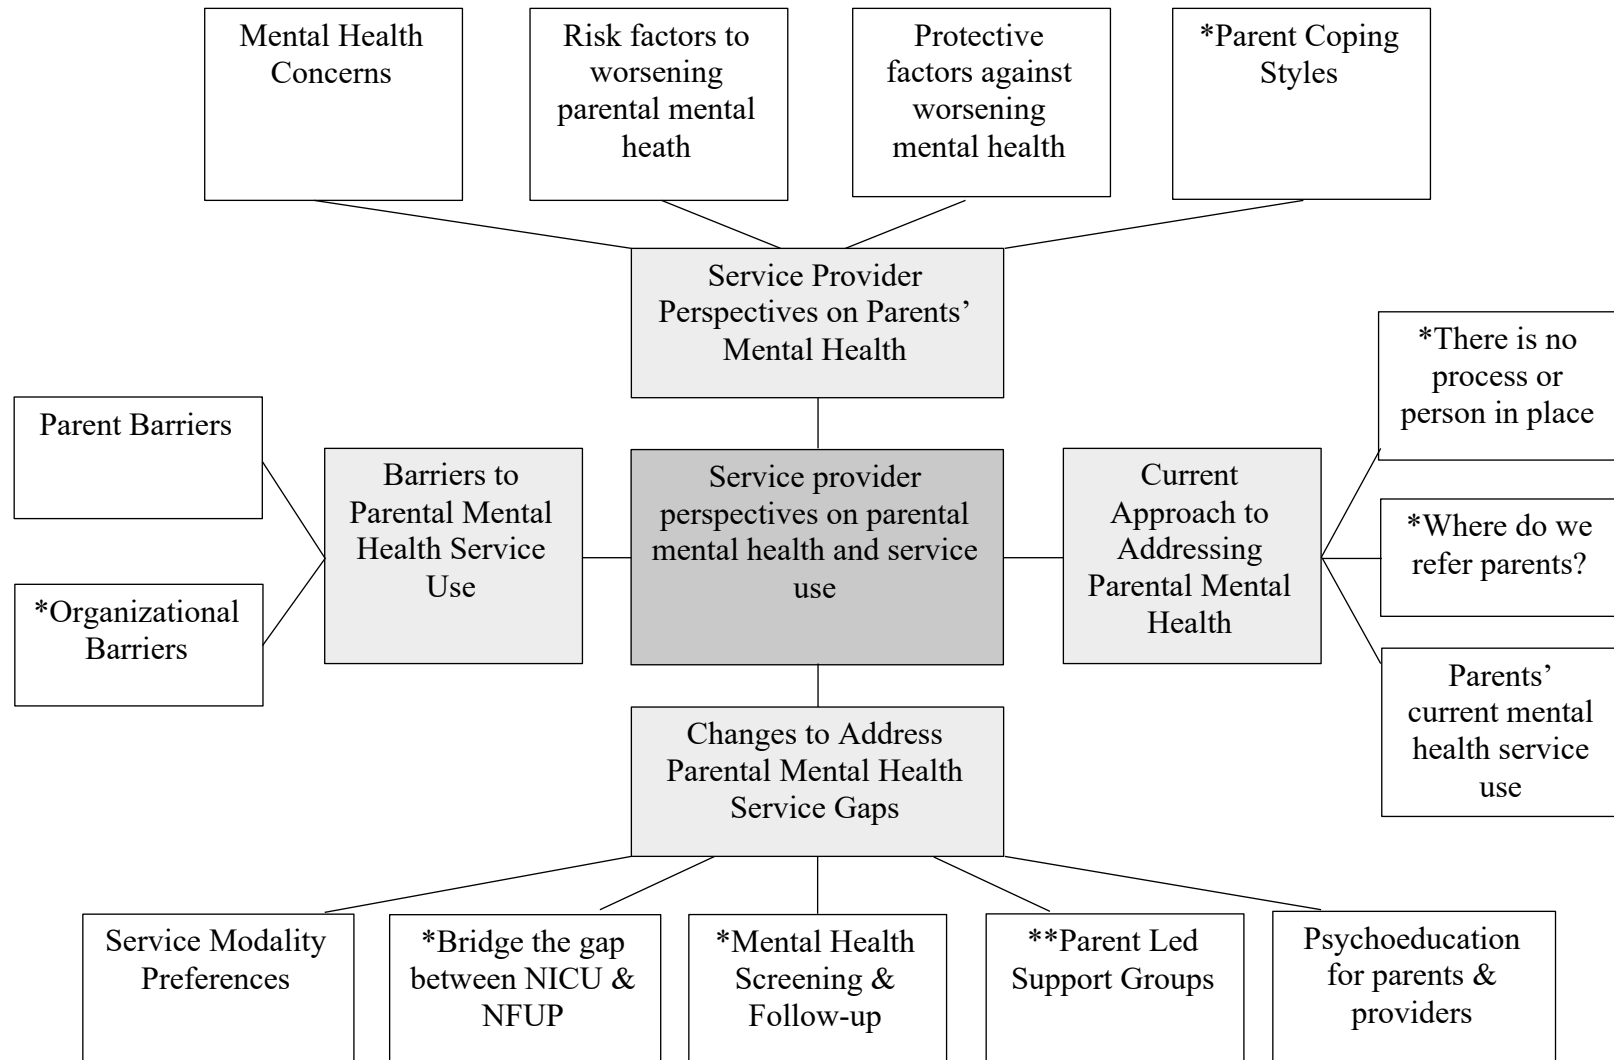 Mental Health
Concerns
Risk factors to
worsening
parental mental
heath
Protective
factors against
worsening
mental health
*Parent Coping
Styles
Service Provider
Perspectives on Parents’
Mental Health
*There is no
process or
person in place
Parent Barriers
Barriers to
Parental Mental
Health Service
Use
Service provider
perspectives on parental
mental health and service
use
Current
Approach to
Addressing
Parental Mental
Health
*Where do we
refer parents?
*Organizational
Barriers
Parents’
current mental
health service
use
Changes to Address
Parental Mental Health
Service Gaps
Service Modality
Preferences
*Bridge the gap
between NICU &
NFUP
*Mental Health
Screening &
Follow-up
**Parent Led
Support Groups
Psychoeducation
for parents &
providers